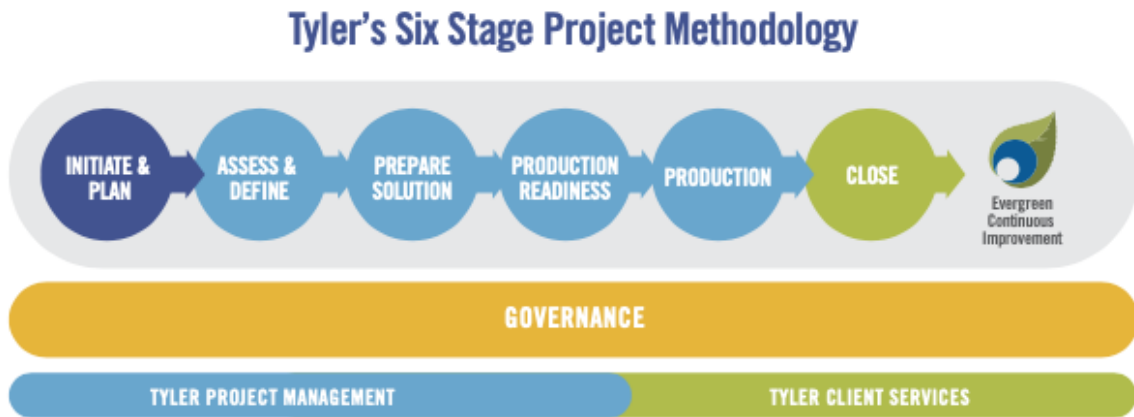 Tyler's Six Stage Project Methodology
INITIATE &
PLAN
ASSESS &
DEFINE
PREPARE
SOLUTION
PRODUCTION
READINESS
PRODUCTION
CLOSE
Evergreen
Continuous
Improvement
GOVERNANCE
TYLER PROJECT MANAGEMENT
TYLER CLIENT SERVICES